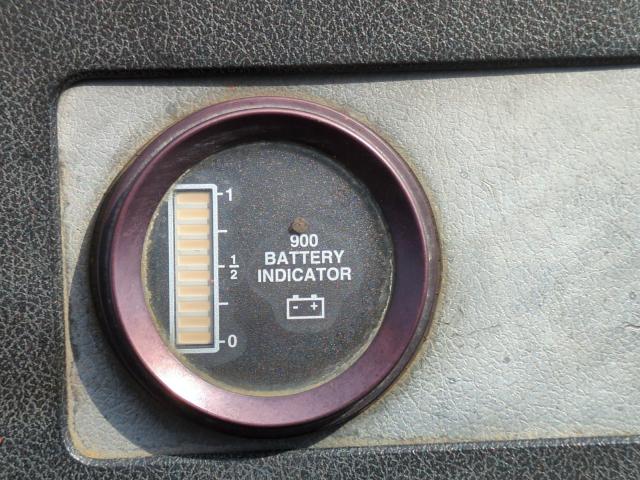 1
1/2
0
900
BATTERY
INDICATOR
- +